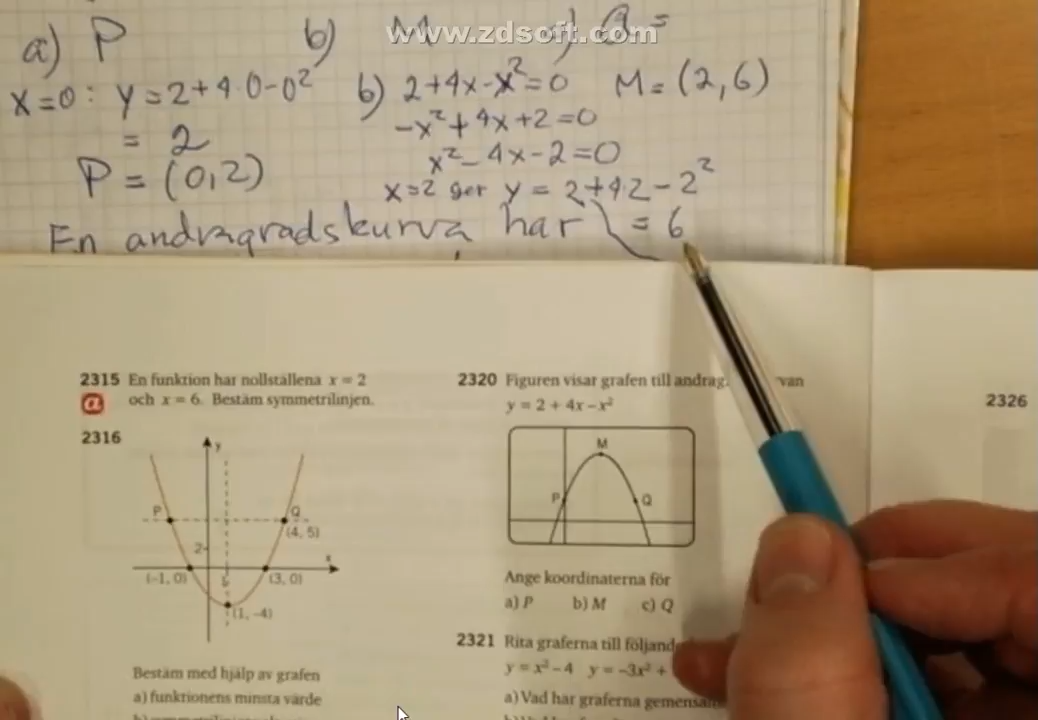 www.zdsoft.com
a) P b) M c) Q =
x=0: y=2+4·0-0² b) 2+4x-x²=0 M=(2,6)
= 2 -x²+4x+2=0
x²-4x-2=0
P=(0,2) x=2 ger y=2+4·2-2²
En andragradskurva har = 6
2315 En funktion har nollställena x = 2
a och x = 6. Bestäm symmetrilinjen.
2316
y
P
Q
(4, 5)
2
x
(-1, 0)
(3, 0)
(1, -4)
Bestäm med hjälp av grafen
a) funktionens minsta värde
2320 Figuren visar grafen till
y = 2 + 4x - x²
M
P
Q
Ange koordinaterna för
a) P b) M c) Q
2321 Rita graferna till
y = x² - 4 y = -3x² +
a) Vad har graferna
2326